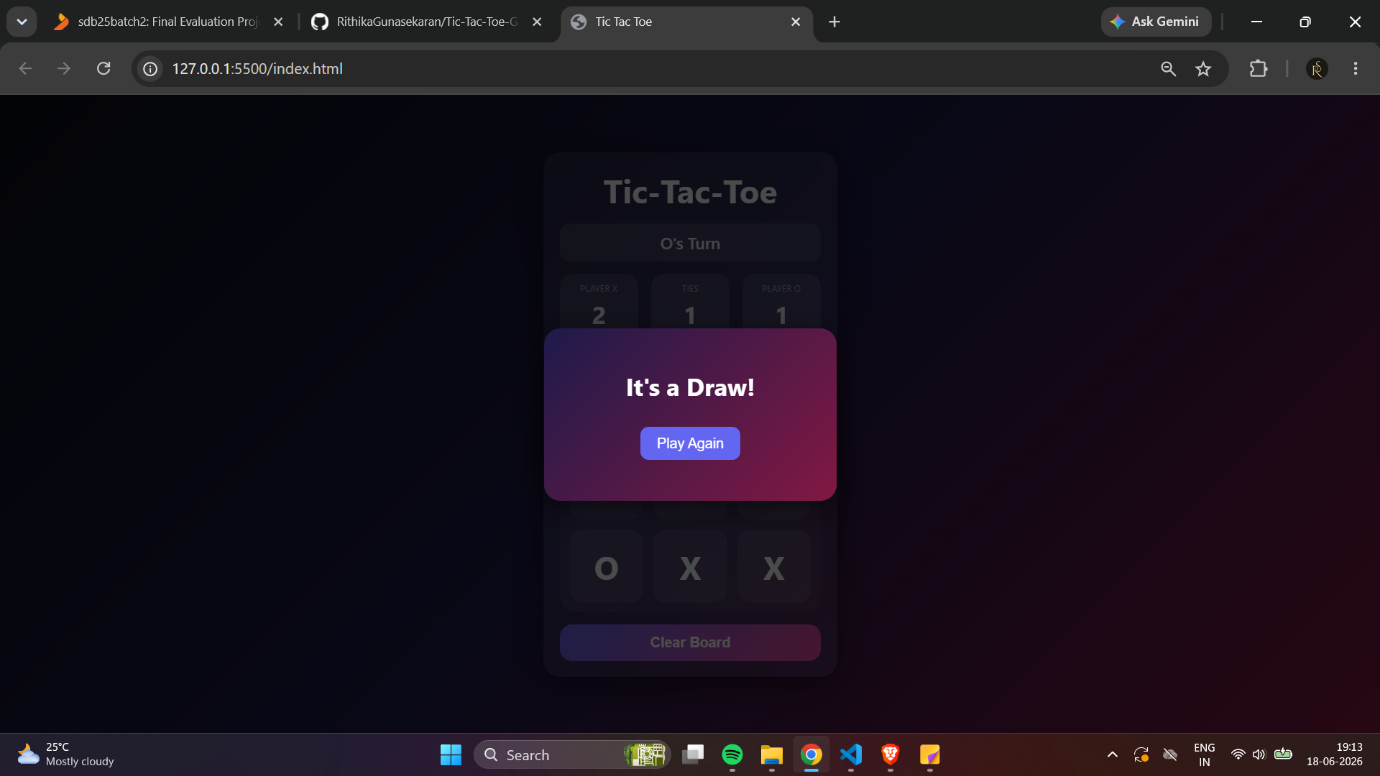 sdb25batch2: Final Evaluation Proj
RithikaGunasekaran/Tic-Tac-Toe-G
Tic Tac Toe
Ask Gemini
127.0.0.1:5500/index.html
Tic-Tac-Toe
O's Turn
PLAYER X TIES PLAYER O
2 1 1
It's a Draw!
Play Again
O X X
Clear Board
25°C
Mostly cloudy
Search
ENG
IN
19:13
18-06-2026